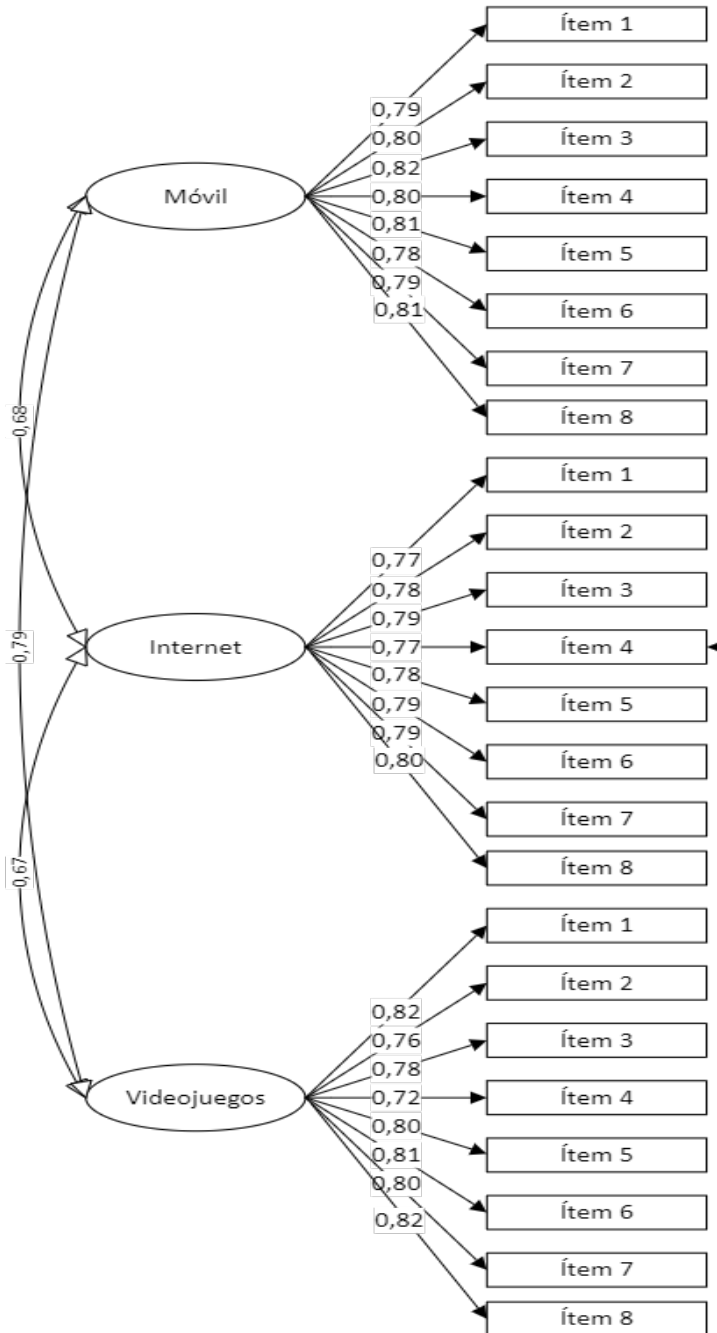 Ítem 1
Ítem 2
0,79
0,80
Ítem 3
0,82
Móvil
0,80
Ítem 4
0,81
Ítem 5
0,78
0,79
Ítem 6
0,81
Ítem 7
0,68
Ítem 8
Ítem 1
Ítem 2
0,77
0,78
Ítem 3
0,79
0,79
Internet
0,77
Ítem 4
0,78
Ítem 5
0,79
0,79
Ítem 6
0,80
Ítem 7
0,67
Ítem 8
Ítem 1
Ítem 2
0,82
0,76
Ítem 3
0,78
Videojuegos
0,72
Ítem 4
0,80
Ítem 5
0,81
0,80
Ítem 6
0,82
Ítem 7
Ítem 8